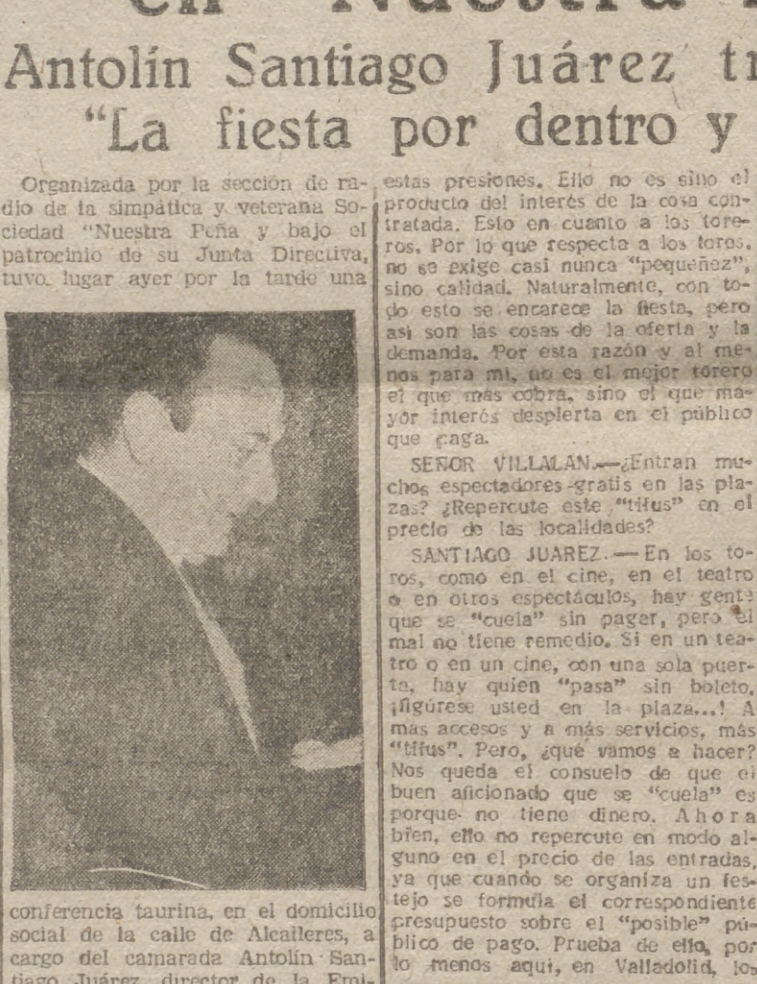 en "Nuestra
Antolín Santiago Juárez tr
"La fiesta por dentro y
Organizada por la sección de ra-
dio de la simpática y veterana So-
ciedad "Nuestra Peña y bajo el
patrocinio de su Junta Directiva,
tuvo lugar ayer por la tarde una
conferencia taurina, en el domicilio
social de la calle de Alcalleres, a
cargo del camarada Antolín San-
tiago Juárez, director de la Emi-
estas presiones. Ello no es sino el
producto del interés de la cosa con-
tratada. Esto en cuanto a los tore-
ros. Por lo que respecta a los toros,
no se exige casi nunca "pequeñez",
sino calidad. Naturalmente, con to-
do esto se encarece la fiesta, pero
así son las cosas de la oferta y la
demanda. Por esta razón y al me-
nos para mí, no es el mejor torero
el que más cobra, sino el que ma-
yor interés despierta en el público
que paga.
SEÑOR VILLALAN.—¿Entran mu-
chos espectadores gratis en las pla-
zas? ¿Repercute este "tifus" en el
precio de las localidades?
SANTIAGO JUAREZ.—En los to-
ros, como en el cine, en el teatro
o en otros espectáculos, hay gente
que se "cuela" sin pagar, pero el
mal no tiene remedio. Si en un tea-
tro o en un cine, con una sola puer-
ta, hay quien "pasa" sin boleto,
¡figúrese usted en la plaza...! A
más accesos y a más servicios, más
"tifus". Pero, ¿qué vamos a hacer?
Nos queda el consuelo de que el
buen aficionado que se "cuela" es
porque no tiene dinero. Ahora
bien, ello no repercute en modo al-
guno en el precio de las entradas,
ya que cuando se organiza un fes-
tejo se formula el correspondiente
presupuesto sobre el "posible" pú-
blico de pago. Prueba de ello, por
lo menos aquí, en Valladolid, los